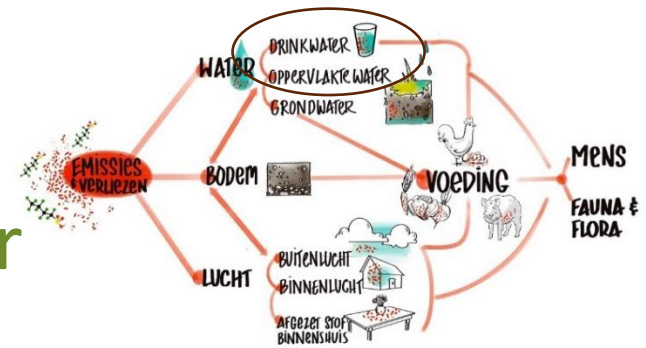 DRINKWATER
WATER
OPPERVLAKTE WATER
GRONDWATER
EMISSIES
& VERLIEZEN
BODEM
VOEDING
MENS
FAUNA &
FLORA
r
BUITENLUCHT
LUCHT
BINNENLUCHT
AFGEZET STOF
BINNENSHUIS